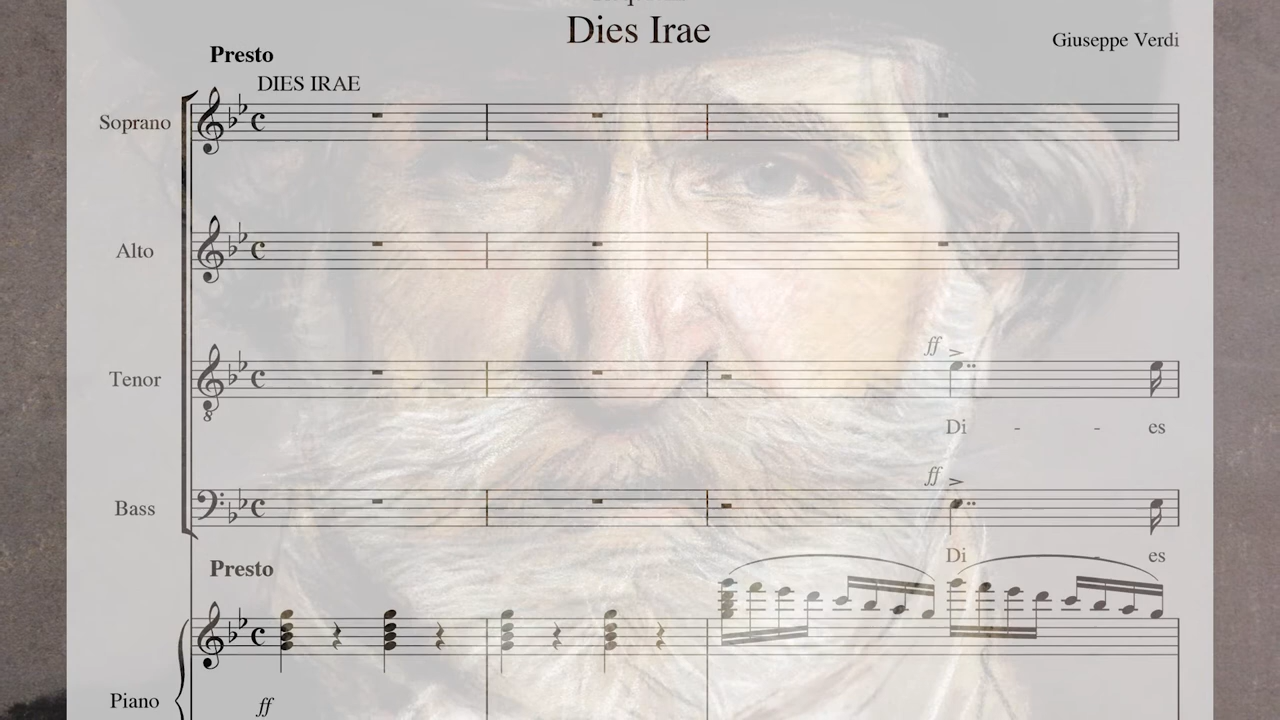 Dies Irae
Giuseppe Verdi
Presto
DIES IRAE
Soprano
Alto
ff
Tenor
8
Di - - es
ff
Bass
Di - es
Presto
Piano
ff